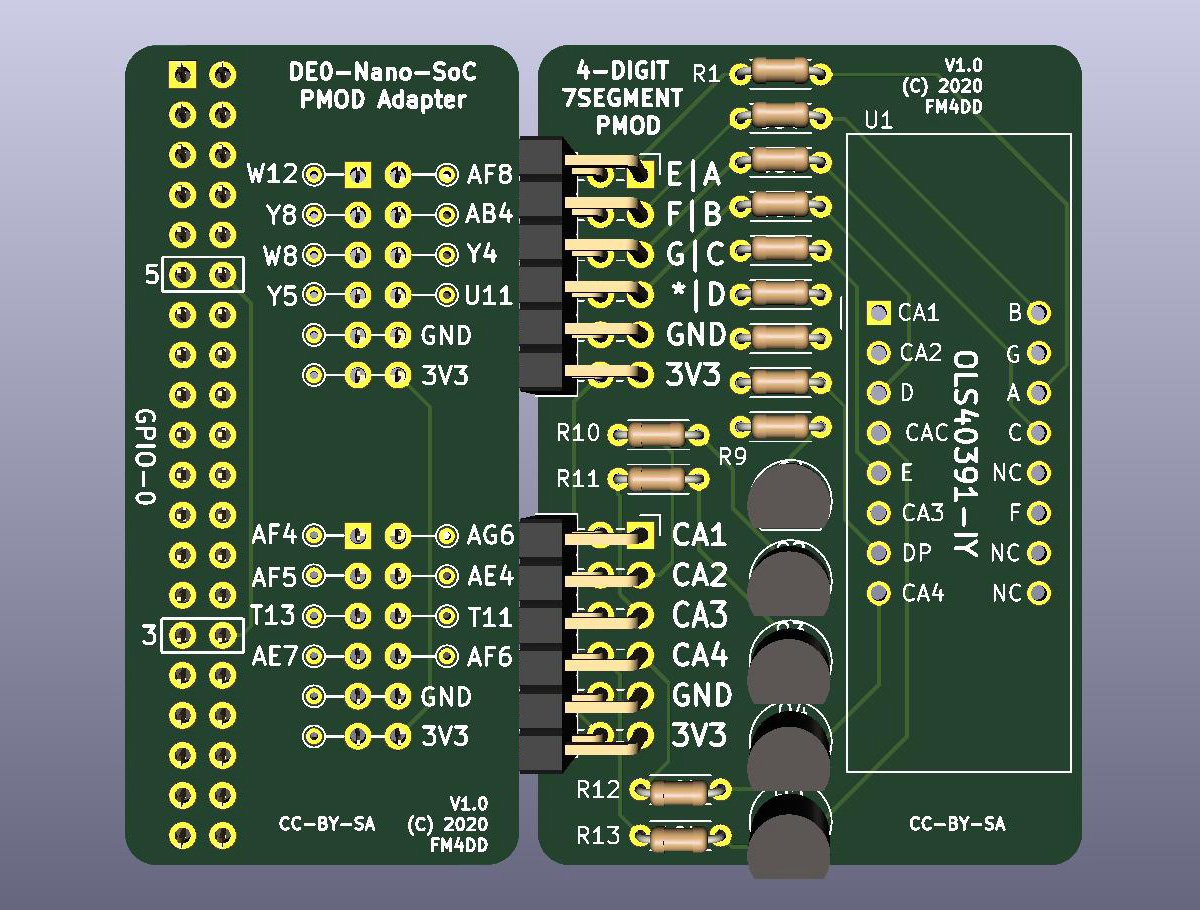 DE0-Nano-SoC
PMOD Adapter
W12
AF8
Y8
AB4
W8
Y4
5
Y5
U11
GND
3V3
GPIO-0
AF4
AG6
AF5
AE4
T13
T11
3
AE7
AF6
GND
3V3
CC-BY-SA
V1.0
(C) 2020
FM4DD
4-DIGIT
7SEGMENT
PMOD
R1
V1.0
(C) 2020
FM4DD
U1
E|A
F|B
G|C
*|D
GND
3V3
R10
R11
R9
CA1
CA2
CA3
CA4
GND
3V3
R12
R13
CA1
B
CA2
G
D
A
CAC
C
E
NC
CA3
F
DP
NC
CA4
NC
OLS40391-IY
CC-BY-SA